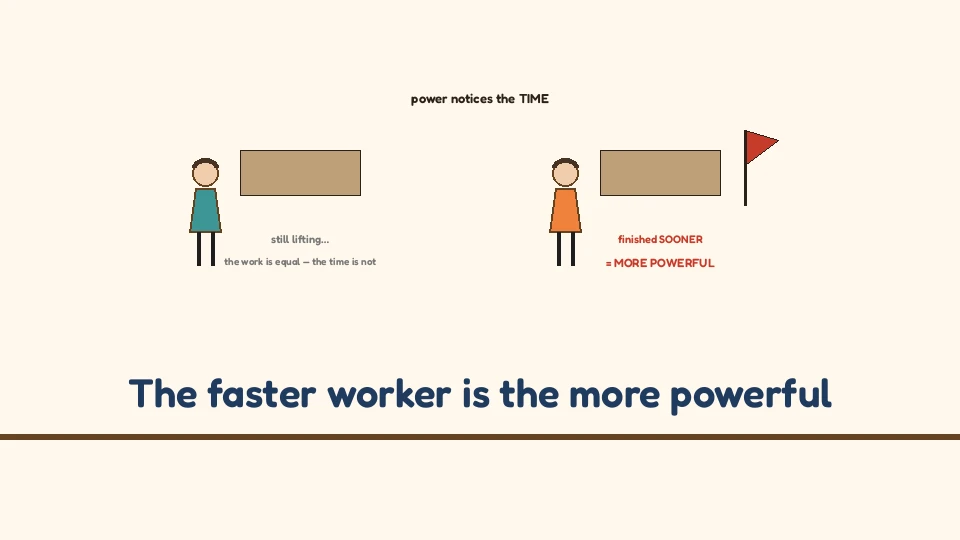 power notices the TIME
still lifting...
the work is equal — the time is not
finished SOONER
= MORE POWERFUL
The faster worker is the more powerful